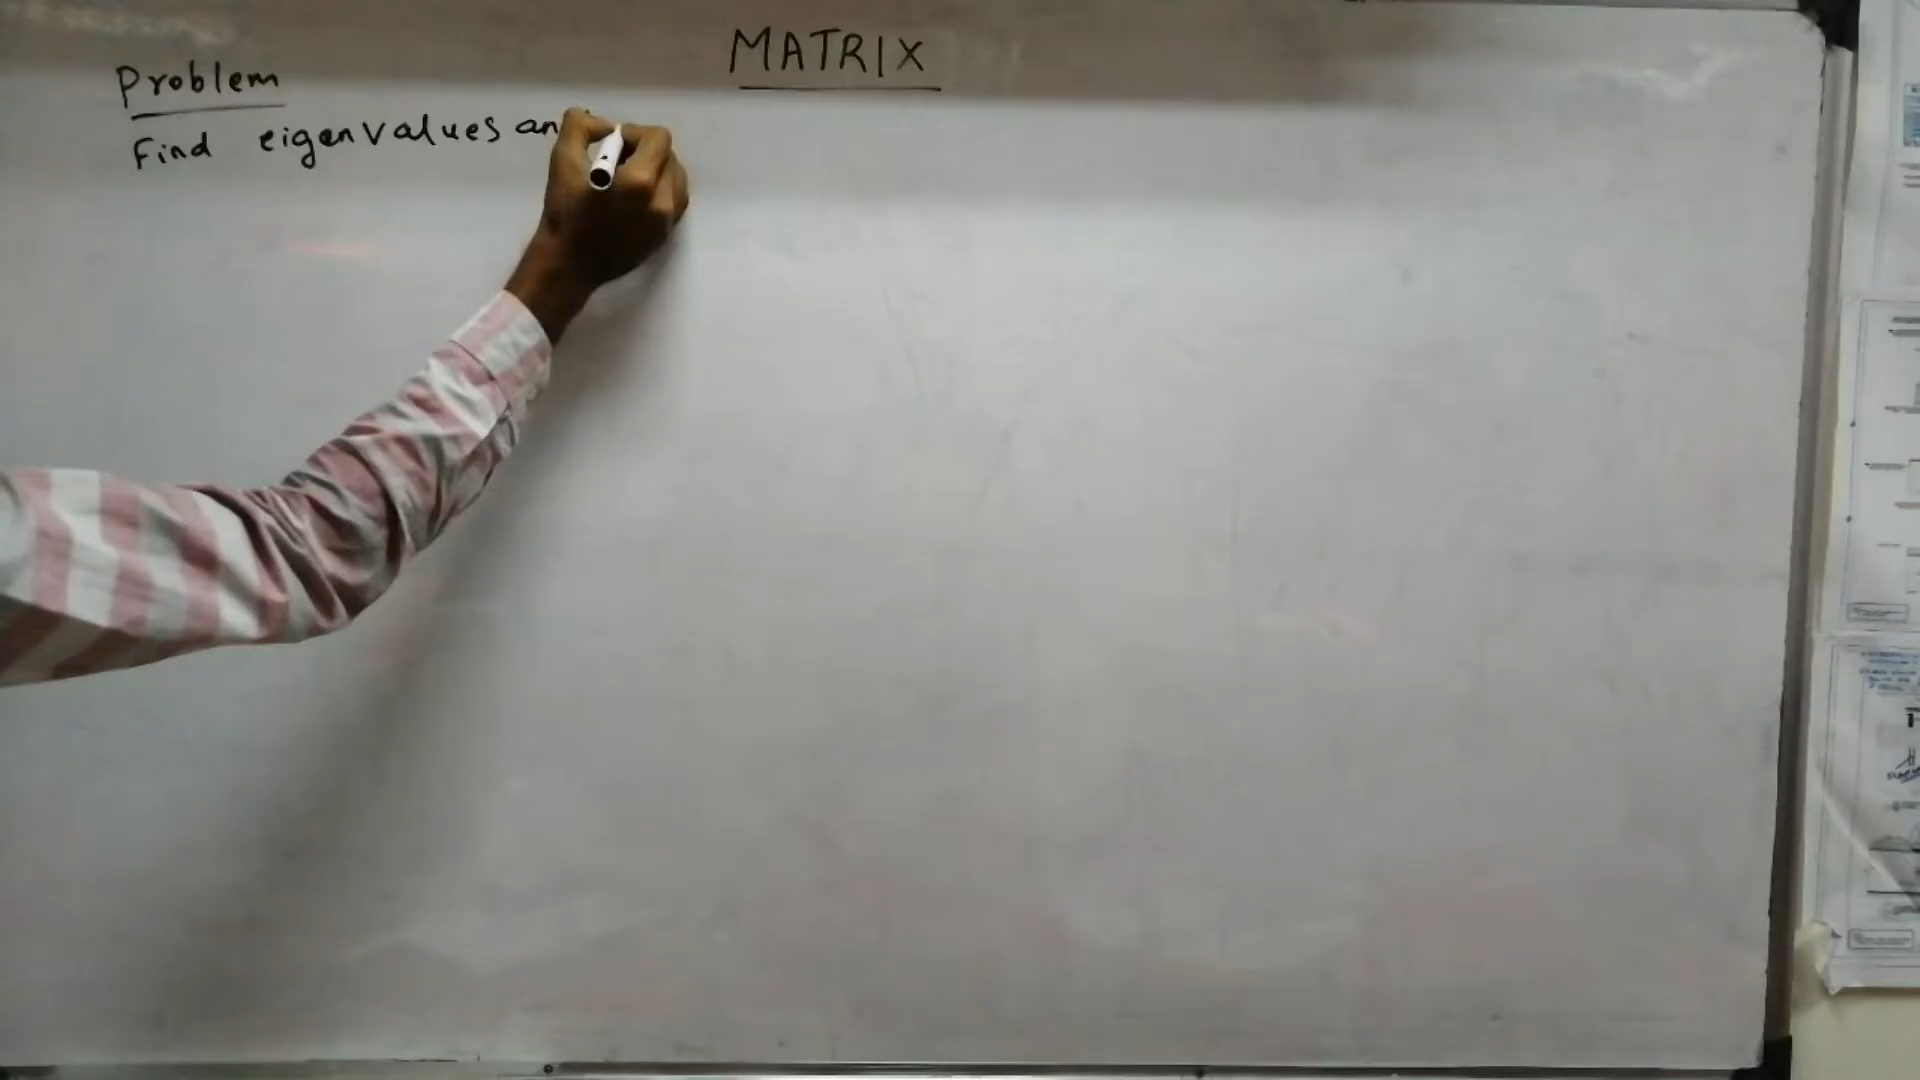 MATRIX
Problem
Find eigenvalues an